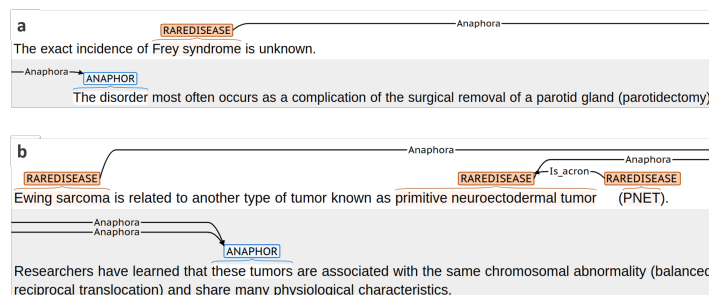 a
RAREDISEASE Anaphora
The exact incidence of Frey syndrome is unknown.
Anaphora ANAPHOR
The disorder most often occurs as a complication of the surgical removal of a parotid gland (parotidectomy)
b
Anaphora
Anaphora
RAREDISEASE RAREDISEASE Is_acron RAREDISEASE
Ewing sarcoma is related to another type of tumor known as primitive neuroectodermal tumor (PNET).
Anaphora
Anaphora
ANAPHOR
Researchers have learned that these tumors are associated with the same chromosomal abnormality (balanced
reciprocal translocation) and share many physiological characteristics.